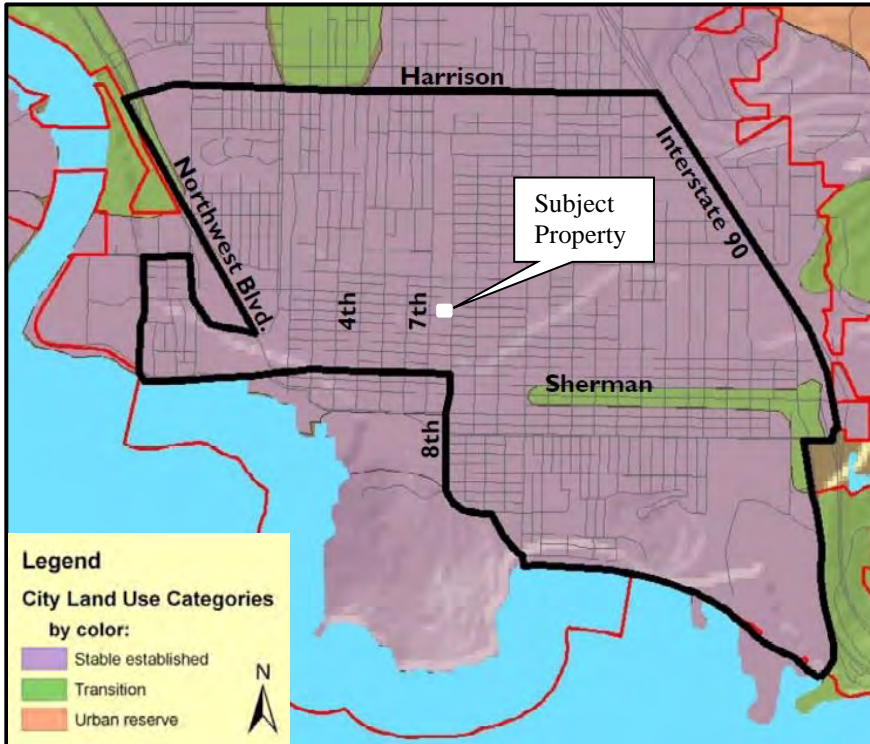 Harrison
Northwest Blvd.
Interstate 90
Subject
Property
4th
7th
Sherman
8th
Legend
City Land Use Categories
by color:
Stable established
Transition
Urban reserve
N